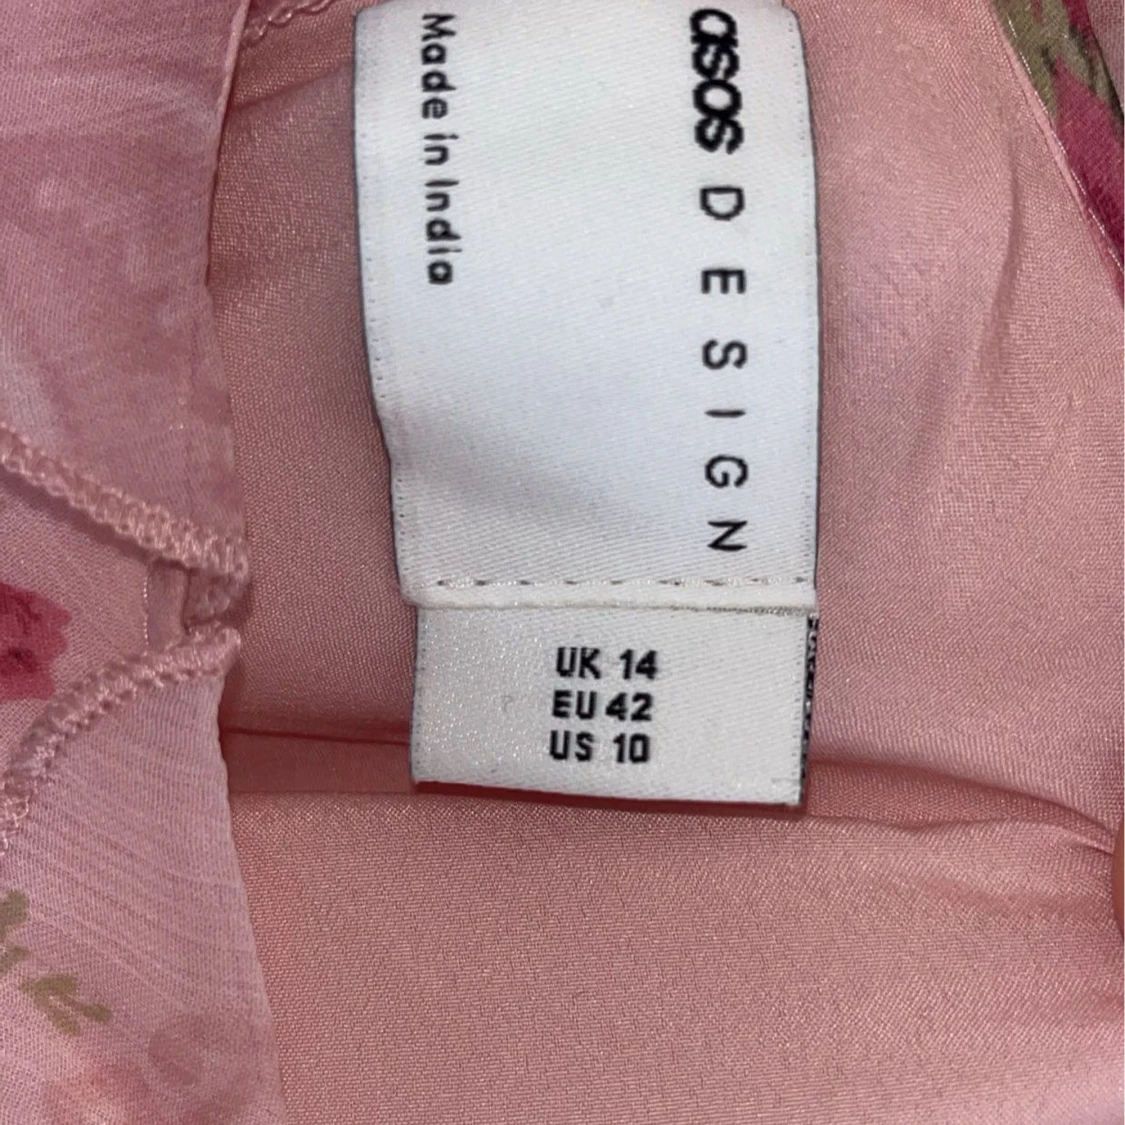 asos DESIGN
Made in India
UK 14
EU 42
US 10